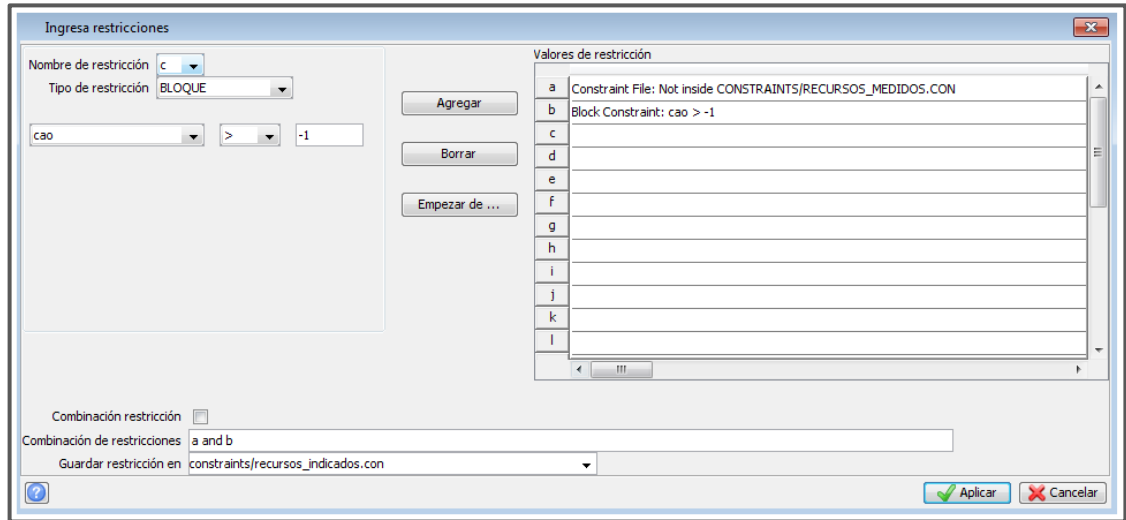 Ingresa restricciones
Nombre de restricción c
Tipo de restricción BLOQUE
cao > -1
Agregar
Borrar
Empezar de ...
Valores de restricción
a Constraint File: Not inside CONSTRAINTS/RECURSOS_MEDIDOS.CON
b Block Constraint: cao > -1
c
d
e
f
g
h
i
j
k
l
Combinación restricción
Combinación de restricciones a and b
Guardar restricción en constraints/recursos_indicados.con
? Aplicar Cancelar